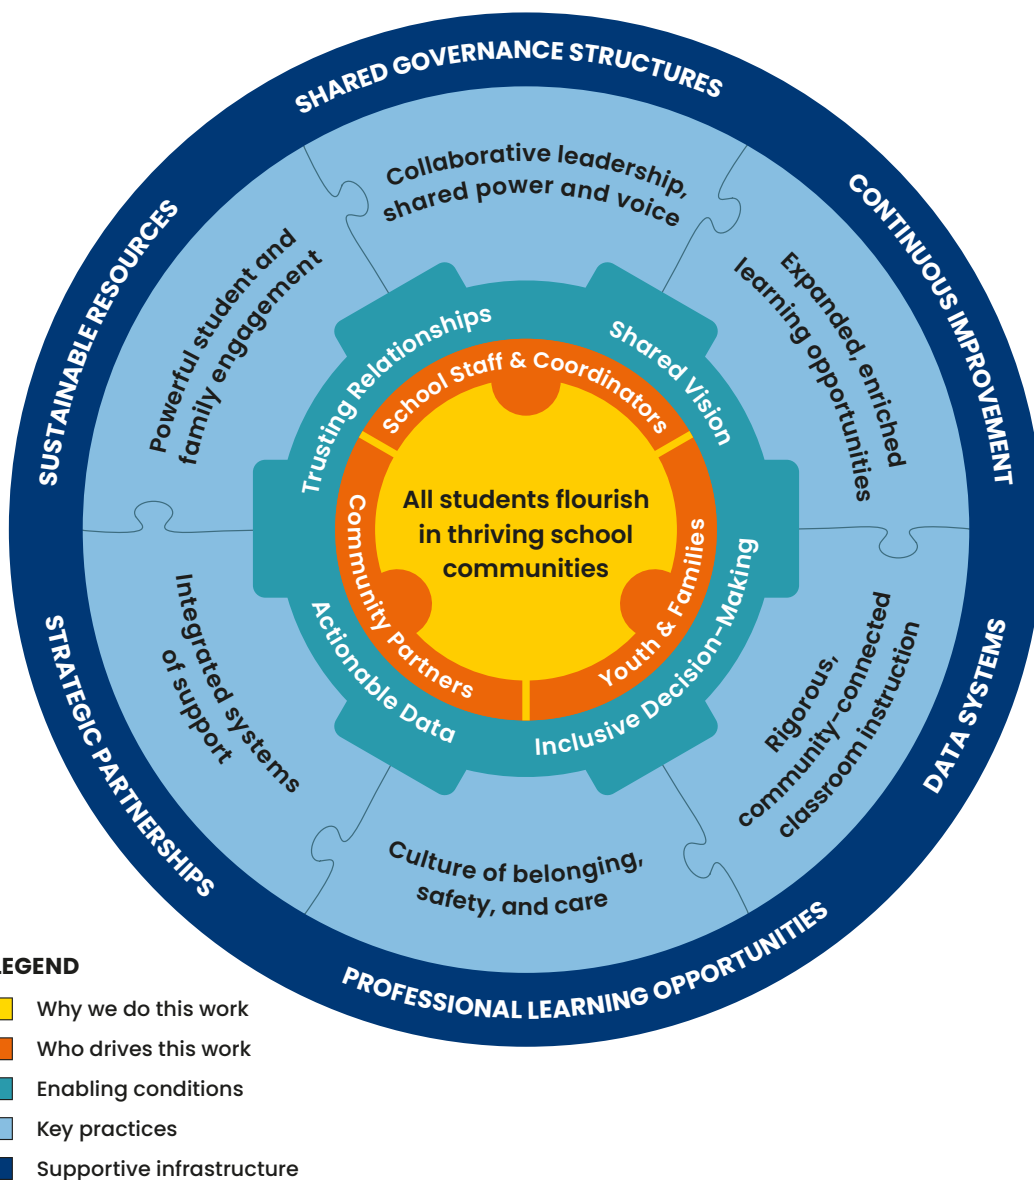 SHARED GOVERNANCE STRUCTURES
CONTINUOUS IMPROVEMENT
DATA SYSTEMS
PROFESSIONAL LEARNING OPPORTUNITIES
STRATEGIC PARTNERSHIPS
SUSTAINABLE RESOURCES
Collaborative leadership,
shared power and voice
Expanded, enriched
learning opportunities
Rigorous,
community-connected
classroom instruction
Culture of belonging,
safety, and care
Integrated systems
of support
Powerful student and
family engagement
Trusting Relationships
Shared Vision
Inclusive Decision-Making
Actionable Data
School Staff & Coordinators
Youth & Families
Community Partners
All students flourish
in thriving school
communities
LEGEND
Why we do this work
Who drives this work
Enabling conditions
Key practices
Supportive infrastructure